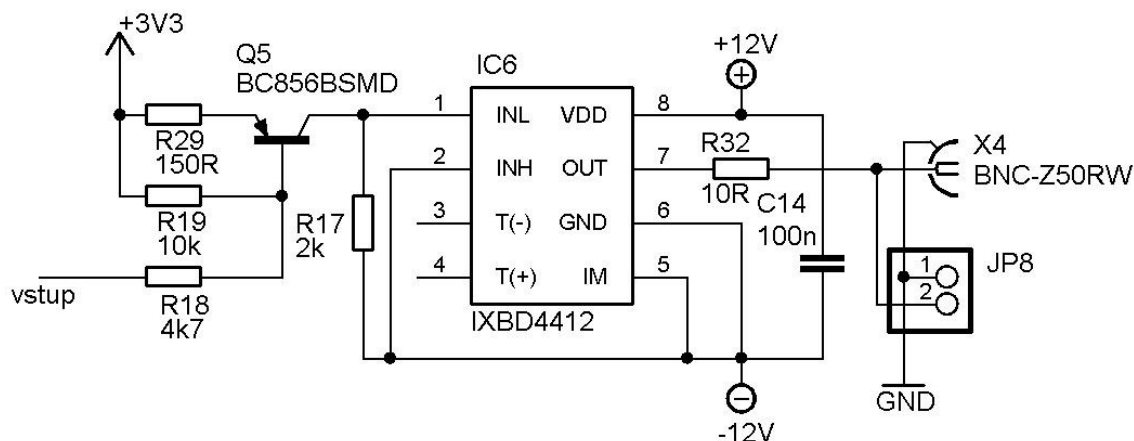 +3V3
Q5
BC856BSMD
IC6
+12V
R29
150R
R19
10k
vstup
R18
4k7
R17
2k
1
2
3
4
INL
INH
T(-)
T(+)
VDD
OUT
GND
IM
8
7
6
5
IXBD4412
R32
10R
C14
100n
-12V
X4
BNC-Z50RW
JP8
1
2
GND